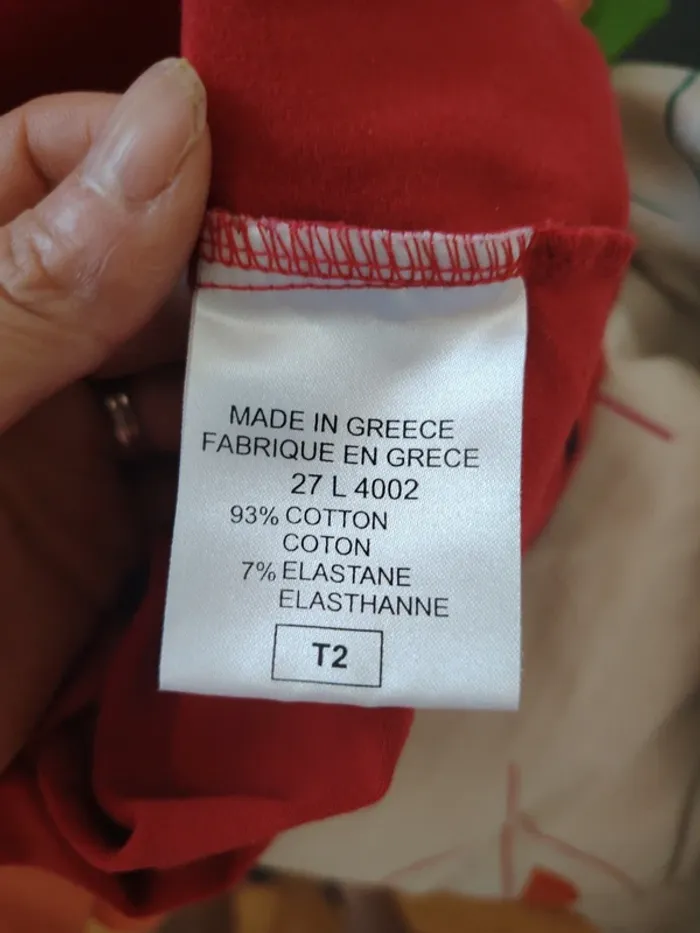 MADE IN GREECE
FABRIQUE EN GRECE
27 L 4002
93% COTTON
COTON
7% ELASTANE
ELASTHANNE
T2